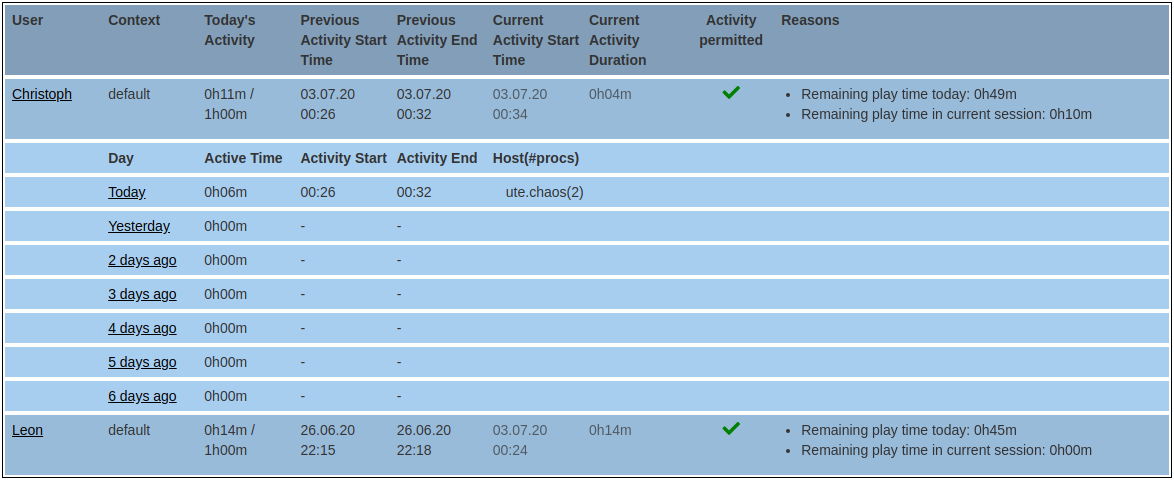 User Context Today's Activity Previous Activity Start Time Previous Activity End Time Current Activity Start Time Current Activity Duration Activity permitted Reasons
Christoph default 0h11m / 1h00m 03.07.20 00:26 03.07.20 00:32 03.07.20 00:34 0h04m
• Remaining play time today: 0h49m
• Remaining play time in current session: 0h10m
Day Active Time Activity Start Activity End Host(#procs)
Today 0h06m 00:26 00:32 ute.chaos(2)
Yesterday 0h00m - -
2 days ago 0h00m - -
3 days ago 0h00m - -
4 days ago 0h00m - -
5 days ago 0h00m - -
6 days ago 0h00m - -
Leon default 0h14m / 1h00m 26.06.20 22:15 26.06.20 22:18 03.07.20 00:24 0h14m
• Remaining play time today: 0h45m
• Remaining play time in current session: 0h00m